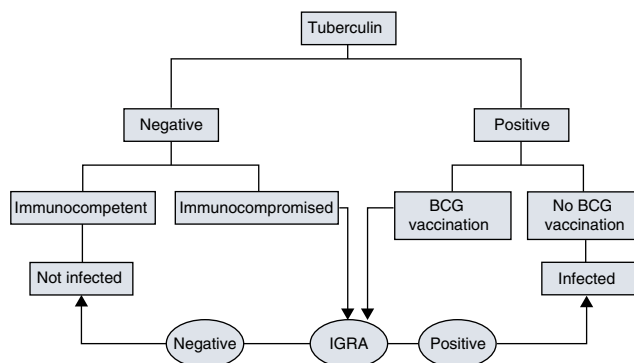 Tuberculin
Negative
Positive
Immunocompetent
Immunocompromised
BCG
vaccination
No BCG
vaccination
Not infected
Infected
Negative
IGRA
Positive